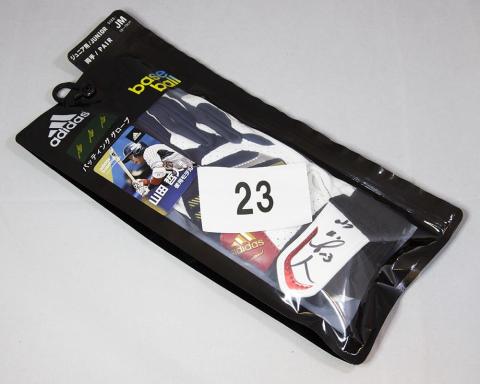 ジュニア用/JUNIOR
両手/PAIR
SIZE
JM
base
ball
adidas
バッティング グローブ
山田
23
adidas